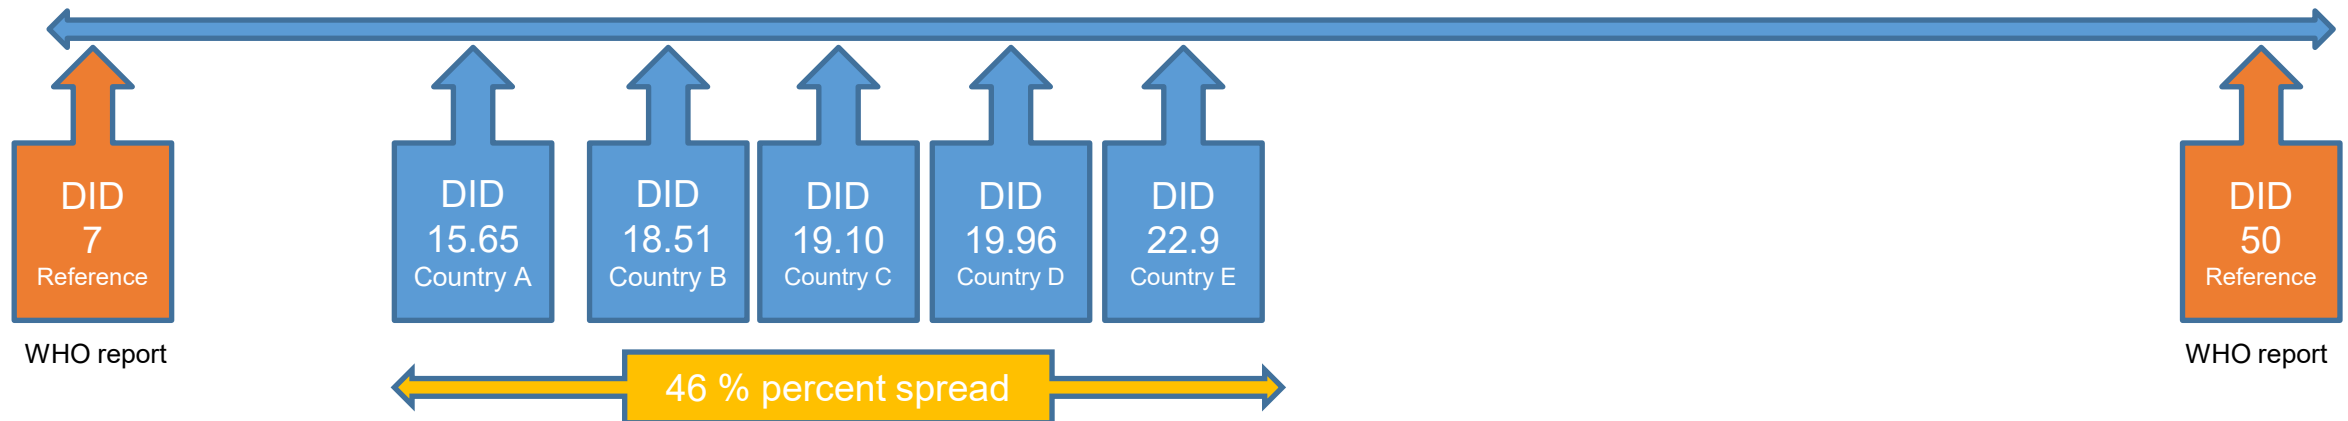 DID
7
Reference
DID
15.65
Country A
DID
18.51
Country B
DID
19.10
Country C
DID
19.96
Country D
DID
22.9
Country E
DID
50
Reference
WHO report
WHO report
46 % percent spread